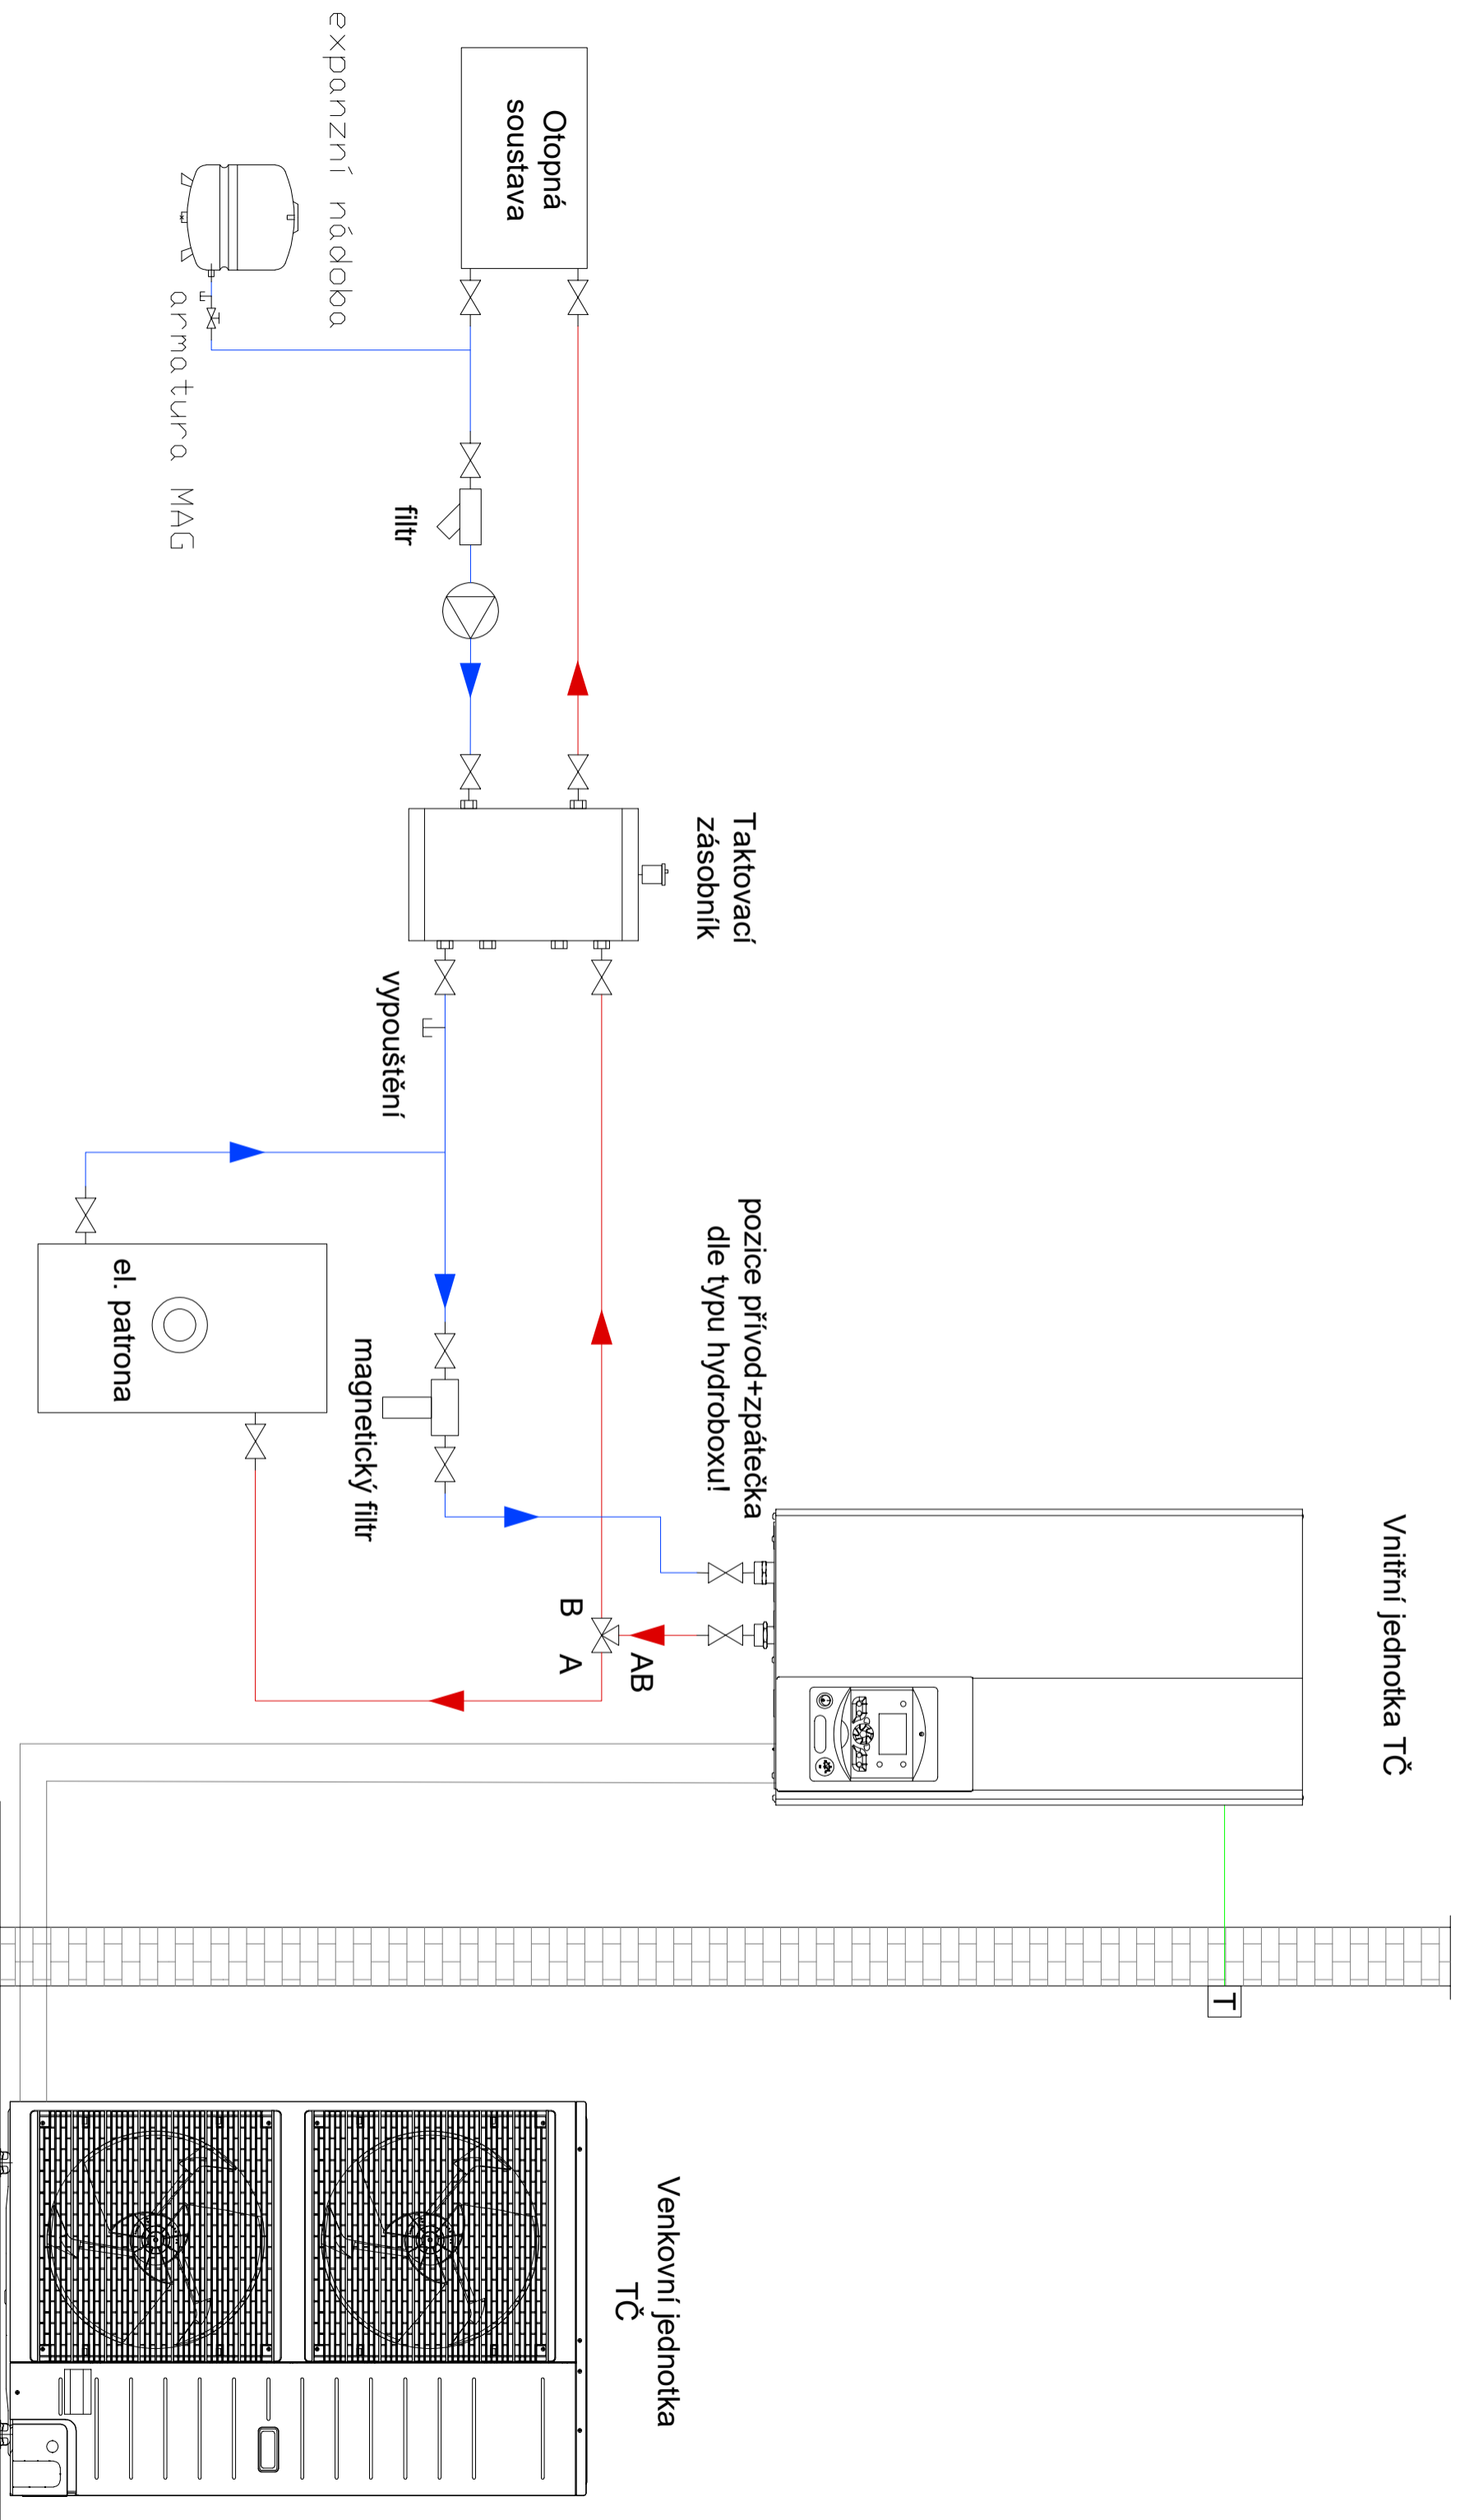 expanzní nádoba
armatura MAG
Otopná
soustava
filtr
Taktovací
zásobník
vypouštění
el. patrona
magnetický filtr
pozice přívod+zpátečka
dle typu hydroboxu!
B
A
AB
Vnitřní jednotka TČ
T
Venkovní jednotka
TČ